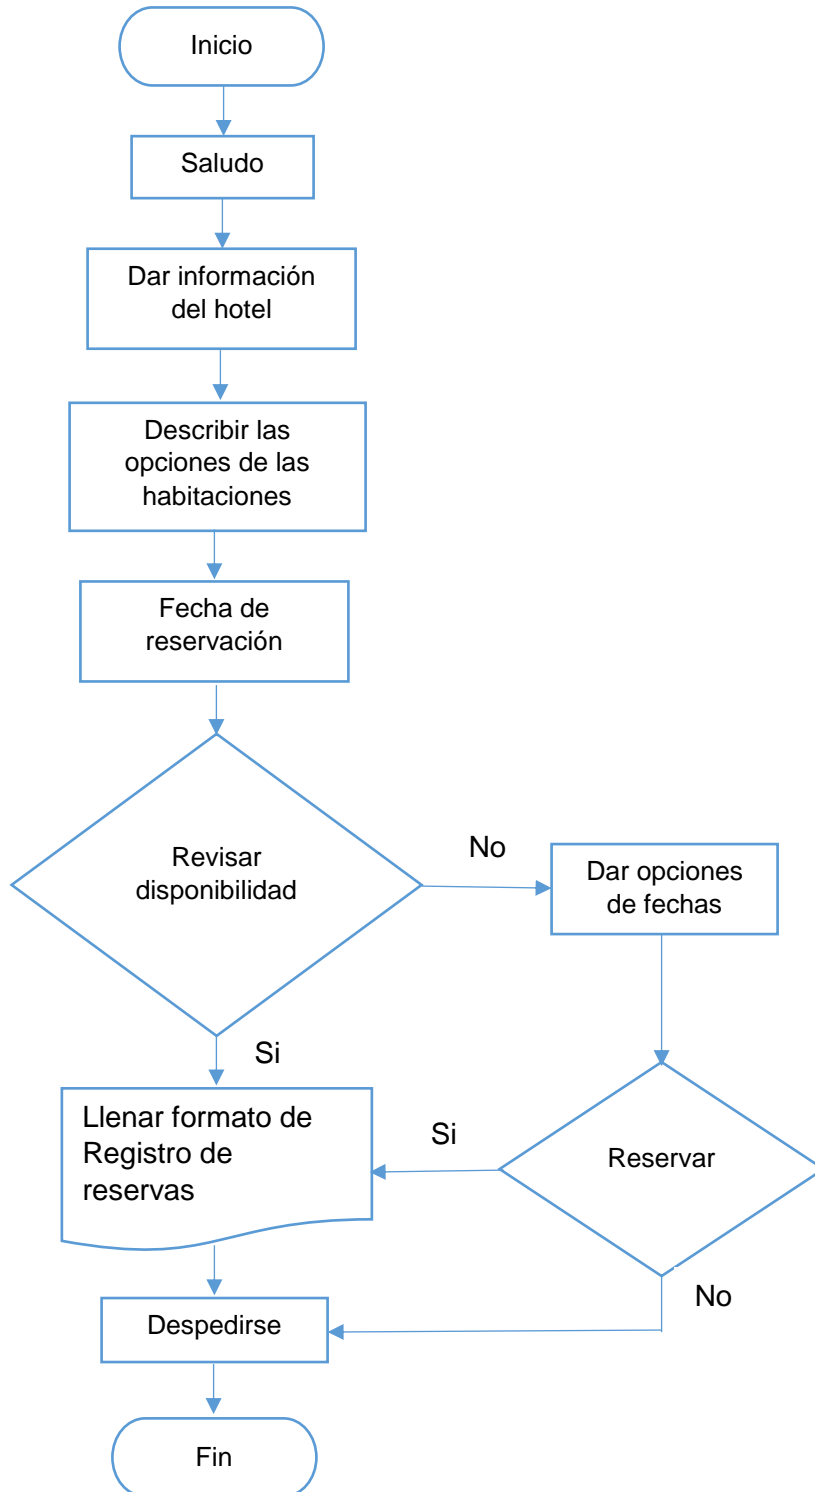 Inicio
Saludo
Dar información
del hotel
Describir las
opciones de las
habitaciones
Fecha de
reservación
Revisar
disponibilidad
No
Dar opciones
de fechas
Si
Llenar formato de
Registro de
reservas
Si
Reservar
No
Despedirse
Fin